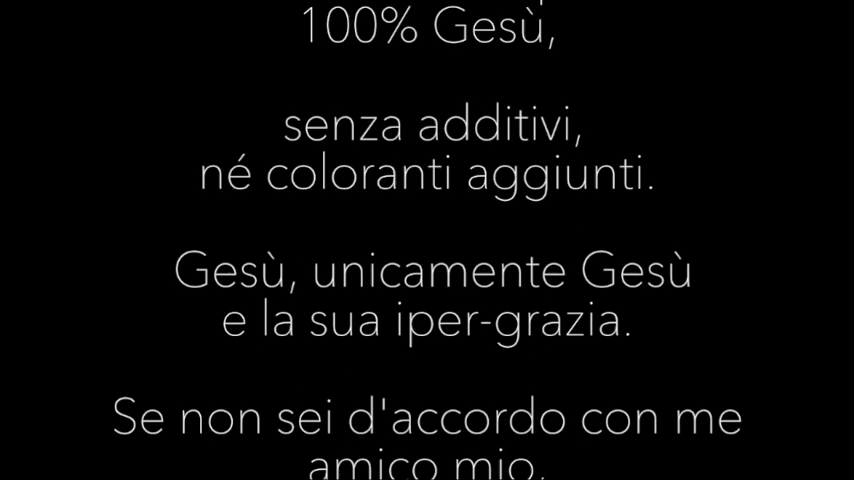 100% Gesù,
senza additivi,
né coloranti aggiunti.
Gesù, unicamente Gesù
e la sua iper-grazia.
Se non sei d'accordo con me
amico mio,